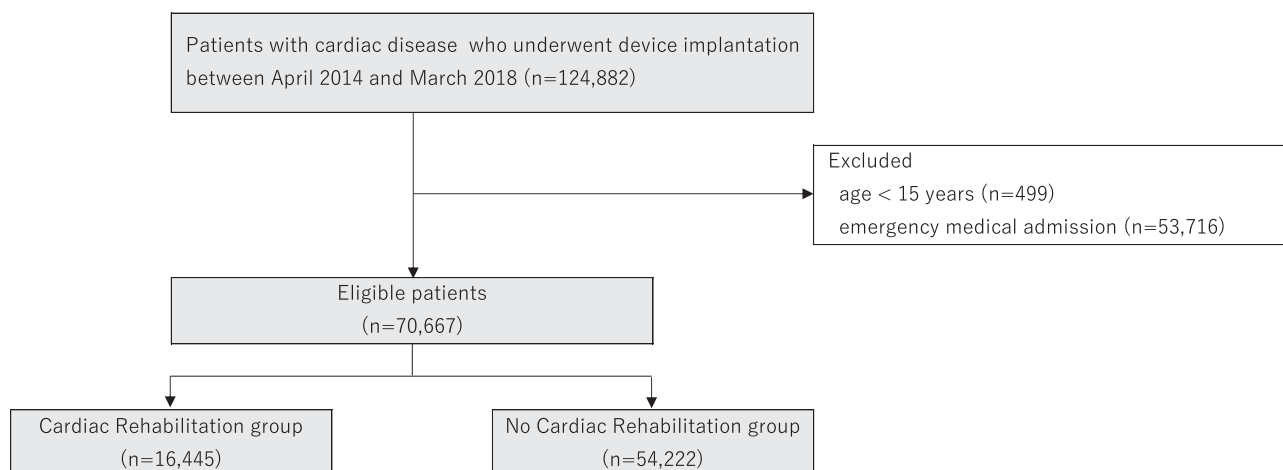 Patients with cardiac disease who underwent device implantation
between April 2014 and March 2018 (n=124,882)
Excluded
age < 15 years (n=499)
emergency medical admission (n=53,716)
Eligible patients
(n=70,667)
Cardiac Rehabilitation group
(n=16,445)
No Cardiac Rehabilitation group
(n=54,222)